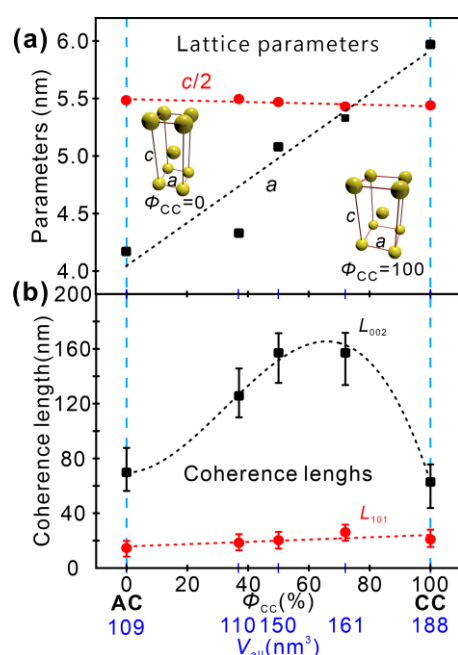 (a)
Lattice parameters
6.0
5.5
5.0
4.5
4.0
Parameters (nm)
c/2
c
a
ΦCC=0
a
c
a
ΦCC=100
(b)
200
160
120
80
40
0
Coherence length(nm)
L002
Coherence lenghs
L101
0 20 40 60 80 100
AC ΦCC(%) CC
109 110 150 161 188
Vall(nm³)